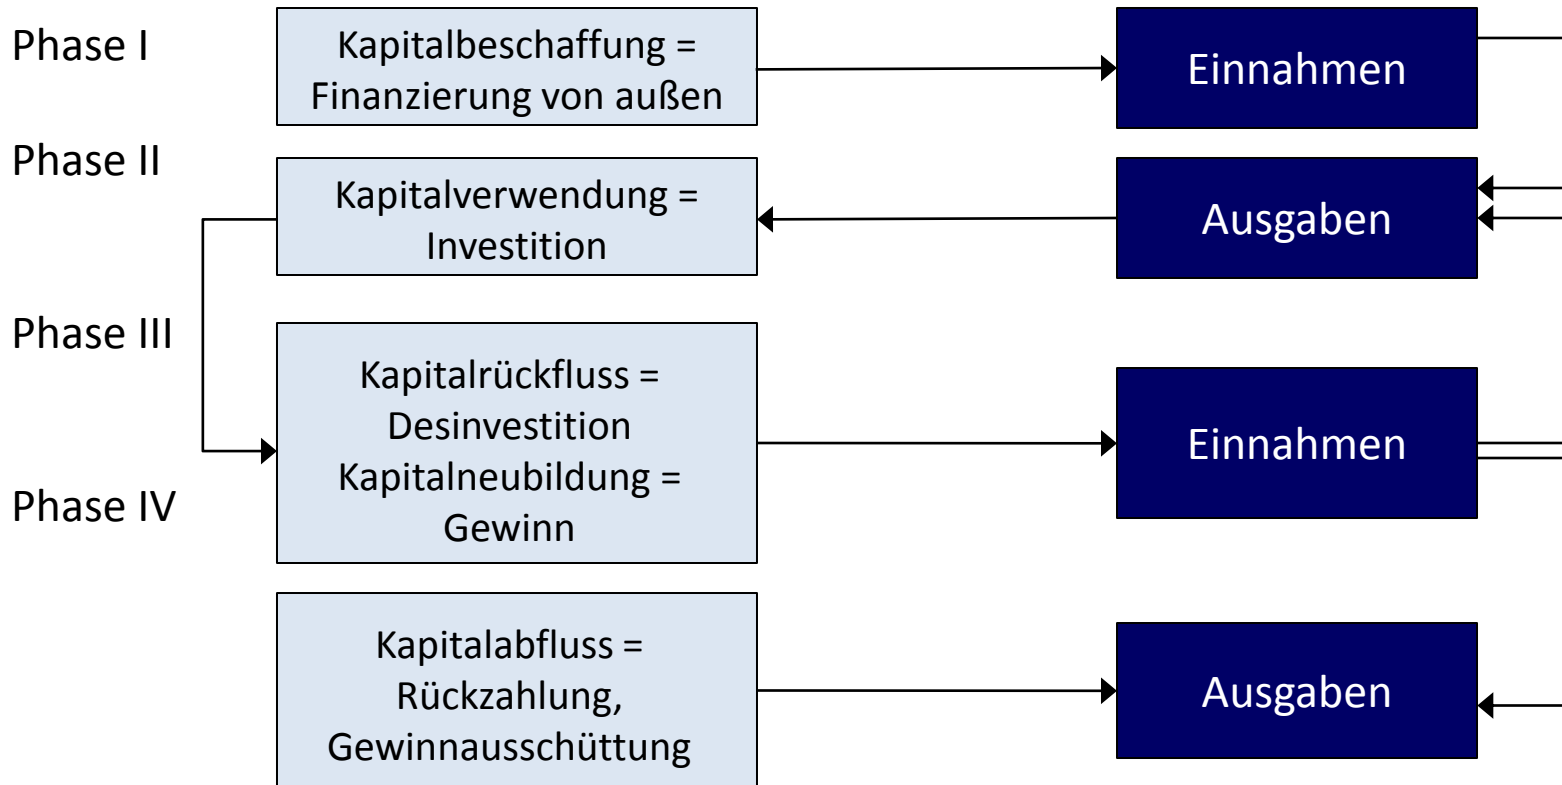 Phase I
Kapitalbeschaffung =
Finanzierung von außen
Einnahmen
Phase II
Kapitalverwendung =
Investition
Ausgaben
Phase III
Kapitalrückfluss =
Desinvestition
Kapitalneubildung =
Gewinn
Einnahmen
Phase IV
Kapitalabfluss =
Rückzahlung,
Gewinnausschüttung
Ausgaben